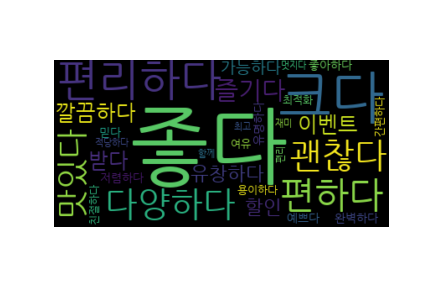 편리하다
가능하다
멋지다
좋아하다
즐기다
크다
깔끔하다
좋다
최적화
간편하다
유명하다
맛있다
믿다
적당하다
최고
재미
이벤트
받다
여유
괜찮다
저렴하다
함께
유창하다
편하다
친절하다
다양하다
용이하다
할인
예쁘다
완벽하다